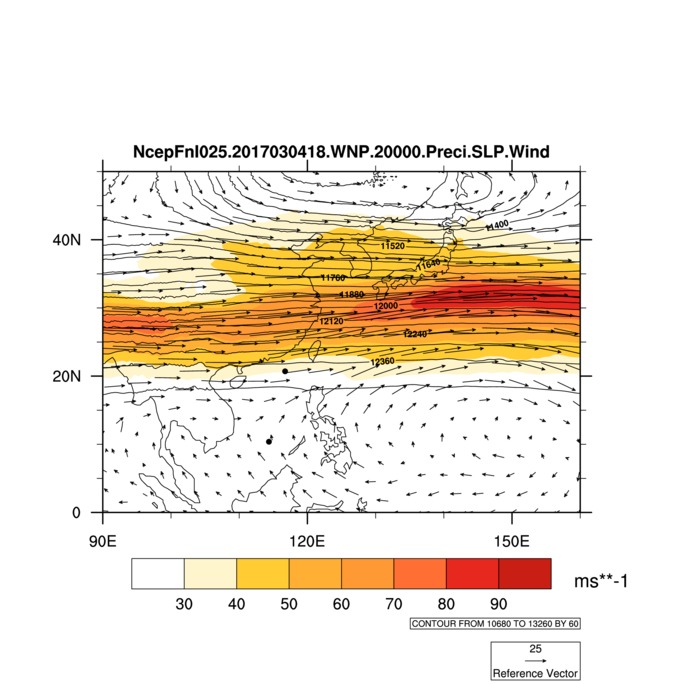 NcepFnl025.2017030418.WNP.20000.Preci.SLP.Wind
11400
40N
11520
11640
11760
11880
12000
12120
12240
12360
20N
0
90E 120E 150E
ms**-1
30 40 50 60 70 80 90
CONTOUR FROM 10680 TO 13260 BY 60
25
Reference Vector